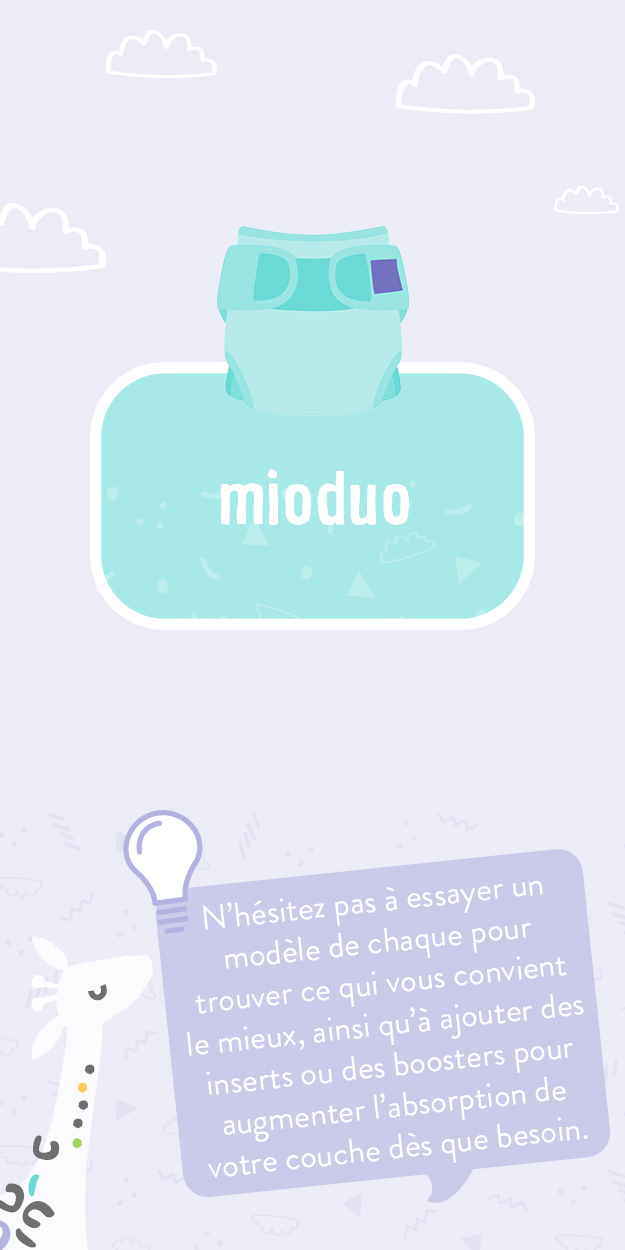 mioduo
N’hésitez pas à essayer un
modèle de chaque pour
trouver ce qui vous convient
le mieux, ainsi qu’à ajouter des
inserts ou des boosters pour
augmenter l’absorption de
votre couche dès que besoin.